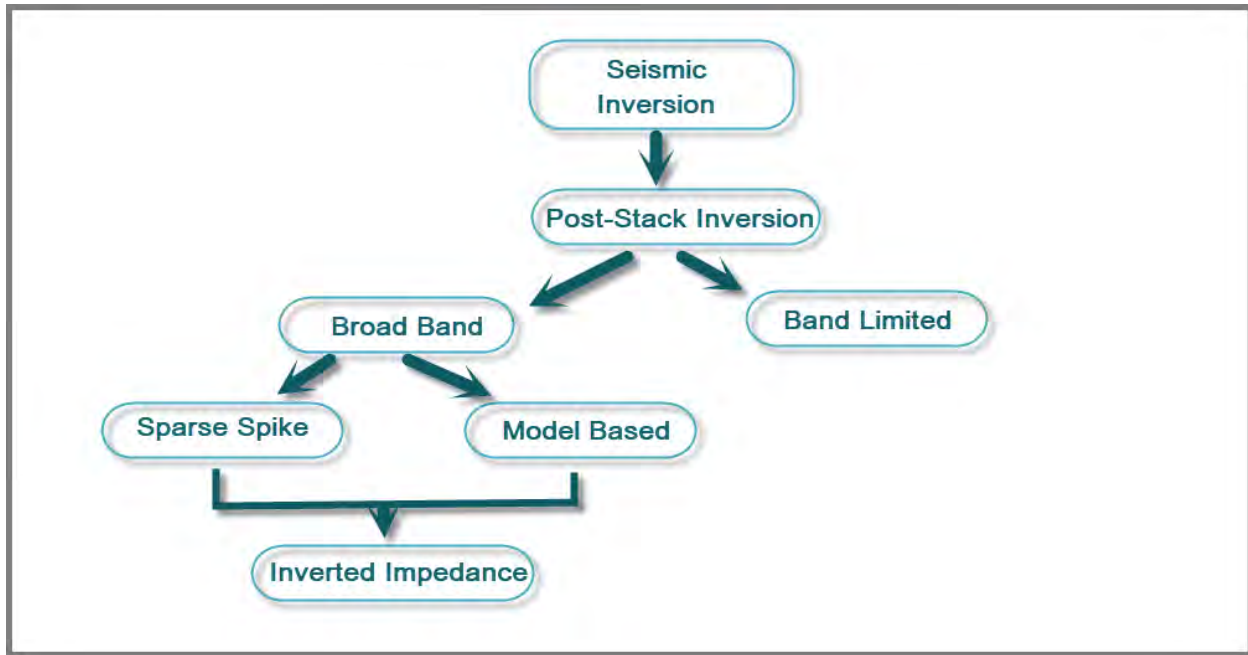 Seismic
Inversion
Post-Stack Inversion
Broad Band
Band Limited
Sparse Spike
Model Based
Inverted Impedance